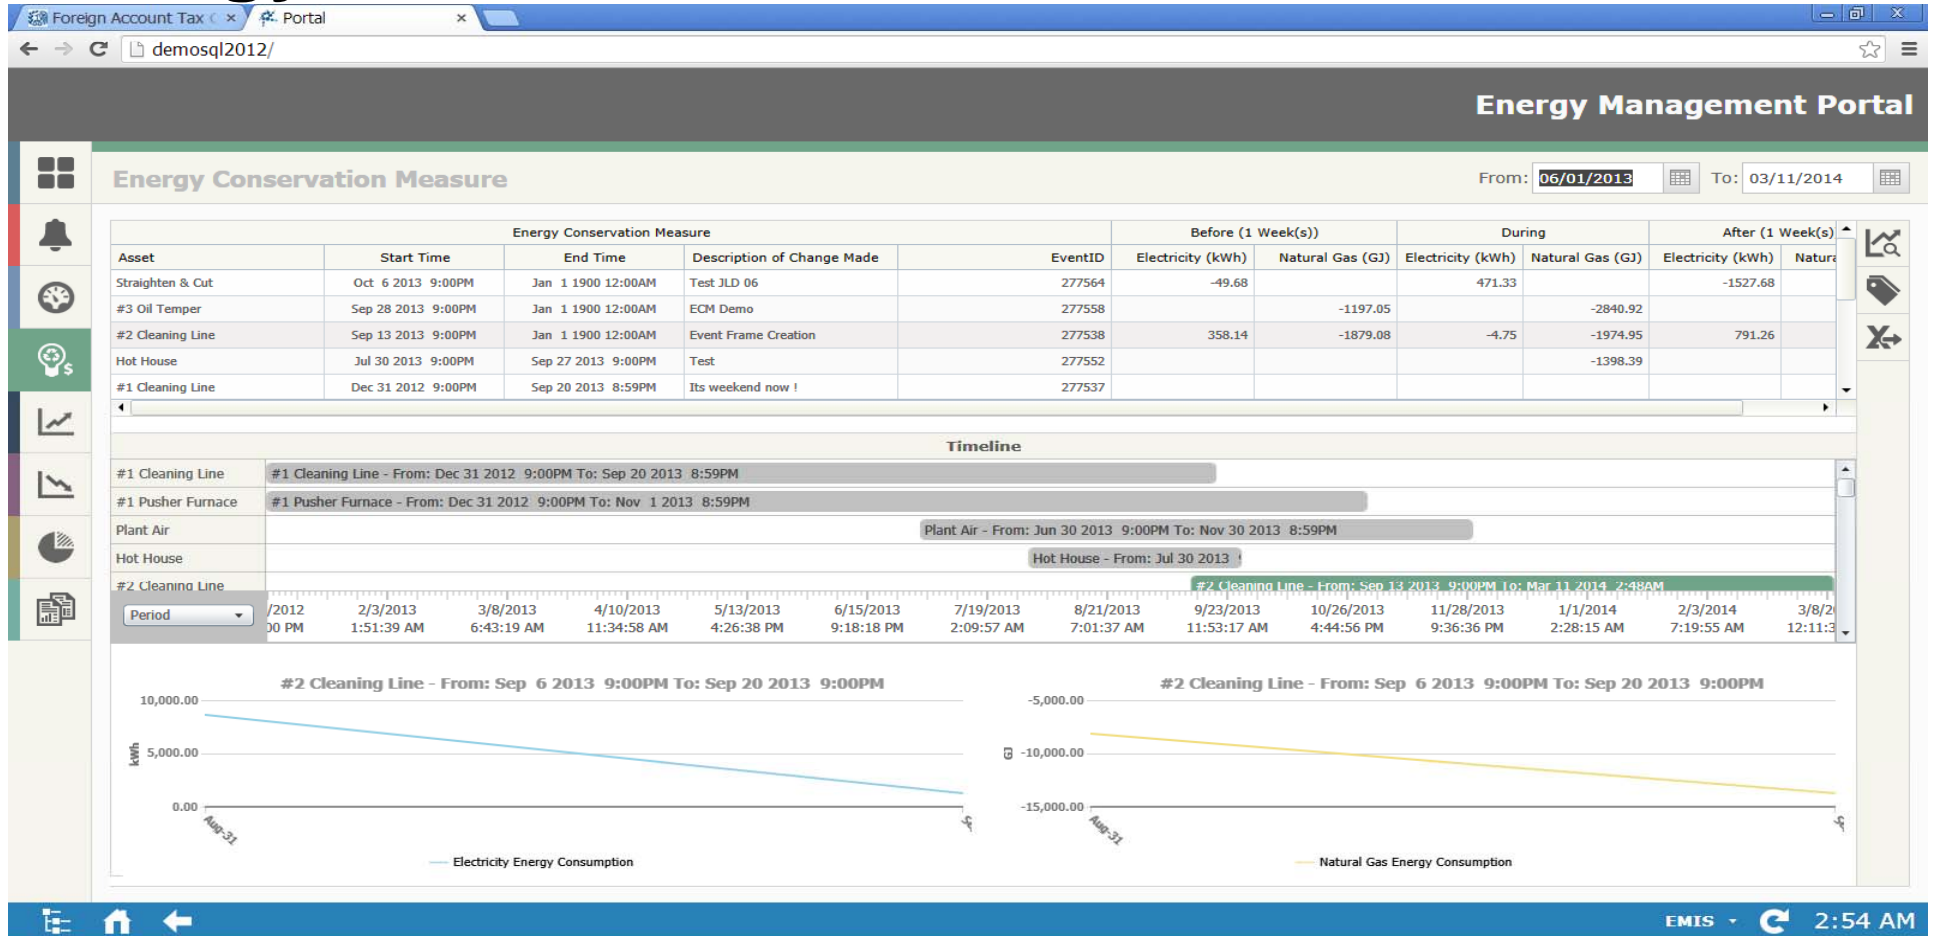 Foreign Account Tax C × Portal ×
demosql2012/
Energy Management Portal
Energy Conservation Measure From: 06/01/2013 To: 03/11/2014
Energy Conservation Measure Before (1 Week(s)) During After (1 Week(s)
Asset Start Time End Time Description of Change Made EventID Electricity (kWh) Natural Gas (GJ) Electricity (kWh) Natural Gas (GJ) Electricity (kWh) Natura
Straighten & Cut Oct 6 2013 9:00PM Jan 1 1900 12:00AM Test JLD 06 277564 -49.68 471.33 -1527.68
#3 Oil Temper Sep 28 2013 9:00PM Jan 1 1900 12:00AM ECM Demo 277558 -1197.05 -2840.92
#2 Cleaning Line Sep 13 2013 9:00PM Jan 1 1900 12:00AM Event Frame Creation 277538 358.14 -1879.08 -4.75 -1974.95 791.26
Hot House Jul 30 2013 9:00PM Sep 27 2013 9:00PM Test 277552 -1398.39
#1 Cleaning Line Dec 31 2012 9:00PM Sep 20 2013 8:59PM Its weekend now ! 277537
Timeline
#1 Cleaning Line #1 Cleaning Line - From: Dec 31 2012 9:00PM To: Sep 20 2013 8:59PM
#1 Pusher Furnace #1 Pusher Furnace - From: Dec 31 2012 9:00PM To: Nov 1 2013 8:59PM
Plant Air Plant Air - From: Jun 30 2013 9:00PM To: Nov 30 2013 8:59PM
Hot House Hot House - From: Jul 30 2013
#2 Cleaning Line #2 Cleaning Line - From: Sep 13 2013 9:00PM To: Mar 11 2014 2:48AM
Period /2012 2/3/2013 3/8/2013 4/10/2013 5/13/2013 6/15/2013 7/19/2013 8/21/2013 9/23/2013 10/26/2013 11/28/2013 1/1/2014 2/3/2014 3/8/2
00 PM 1:51:39 AM 6:43:19 AM 11:34:58 AM 4:26:38 PM 9:18:18 PM 2:09:57 AM 7:01:37 AM 11:53:17 AM 4:44:56 PM 9:36:36 PM 2:28:15 AM 7:19:55 AM 12:11:3
#2 Cleaning Line - From: Sep 6 2013 9:00PM To: Sep 20 2013 9:00PM
10,000.00
kWh 5,000.00
0.00
Aug-31
Electricity Energy Consumption
#2 Cleaning Line - From: Sep 6 2013 9:00PM To: Sep 20 2013 9:00PM
-5,000.00
GJ -10,000.00
-15,000.00
Aug-31
Natural Gas Energy Consumption
EMIS 2:54 AM